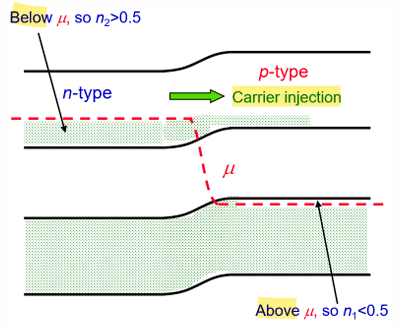 Below μ, so n₂>0.5
p-type
n-type
Carrier injection
μ
Above μ, so n₁<0.5